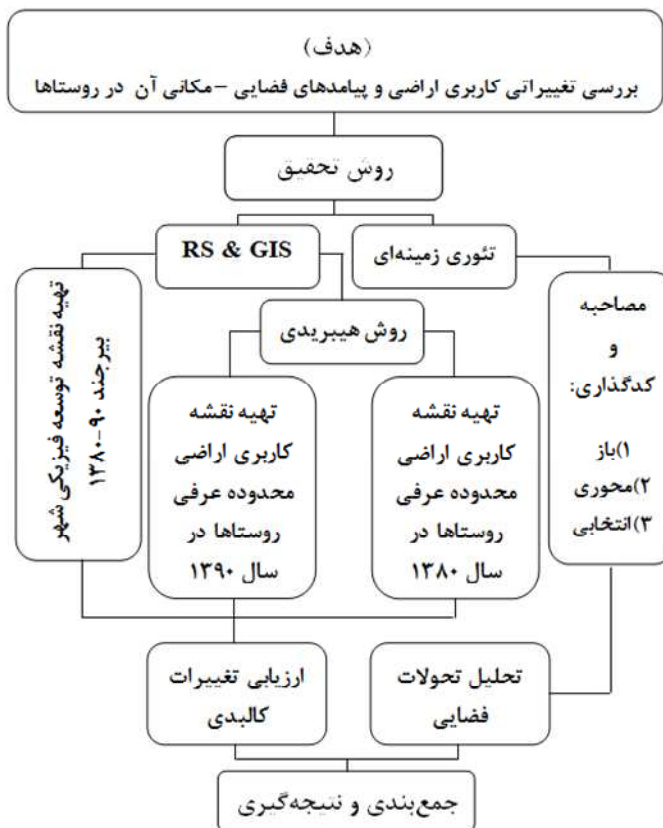 (هدف)
بررسی تغییراتی کاربری اراضی و پیامدهای فضایی –مکانی آن در روستاها
روش تحقیق
تئوری زمینه‌ای
RS & GIS
مصاحبه
و
کدگذاری:
۱)باز
۲)محوری
۳)انتخابی
روش هیبریدی
تهیه نقشه
کاربری اراضی
محدوده عرفی
روستاها در
سال ۱۳۸۰
تهیه نقشه
کاربری اراضی
محدوده عرفی
روستاها در
سال ۱۳۹۰
تهیه نقشه توسعه فیزیکی شهر
بیرجند ۹۰-۱۳۸۰
تحلیل تحولات
فضایی
ارزیابی تغییرات
کالبدی
جمع‌بندی و نتیجه‌گیری